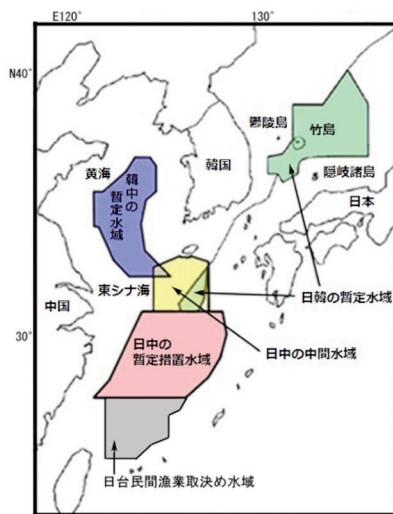 E120°
130°
N40°
鬱陵島
竹島
韓国
黄海
韓中の
暫定水域
隠岐諸島
日本
日韓の暫定水域
東シナ海
中国
日中の中間水域
30°
日中の
暫定措置水域
日台民間漁業取決め水域